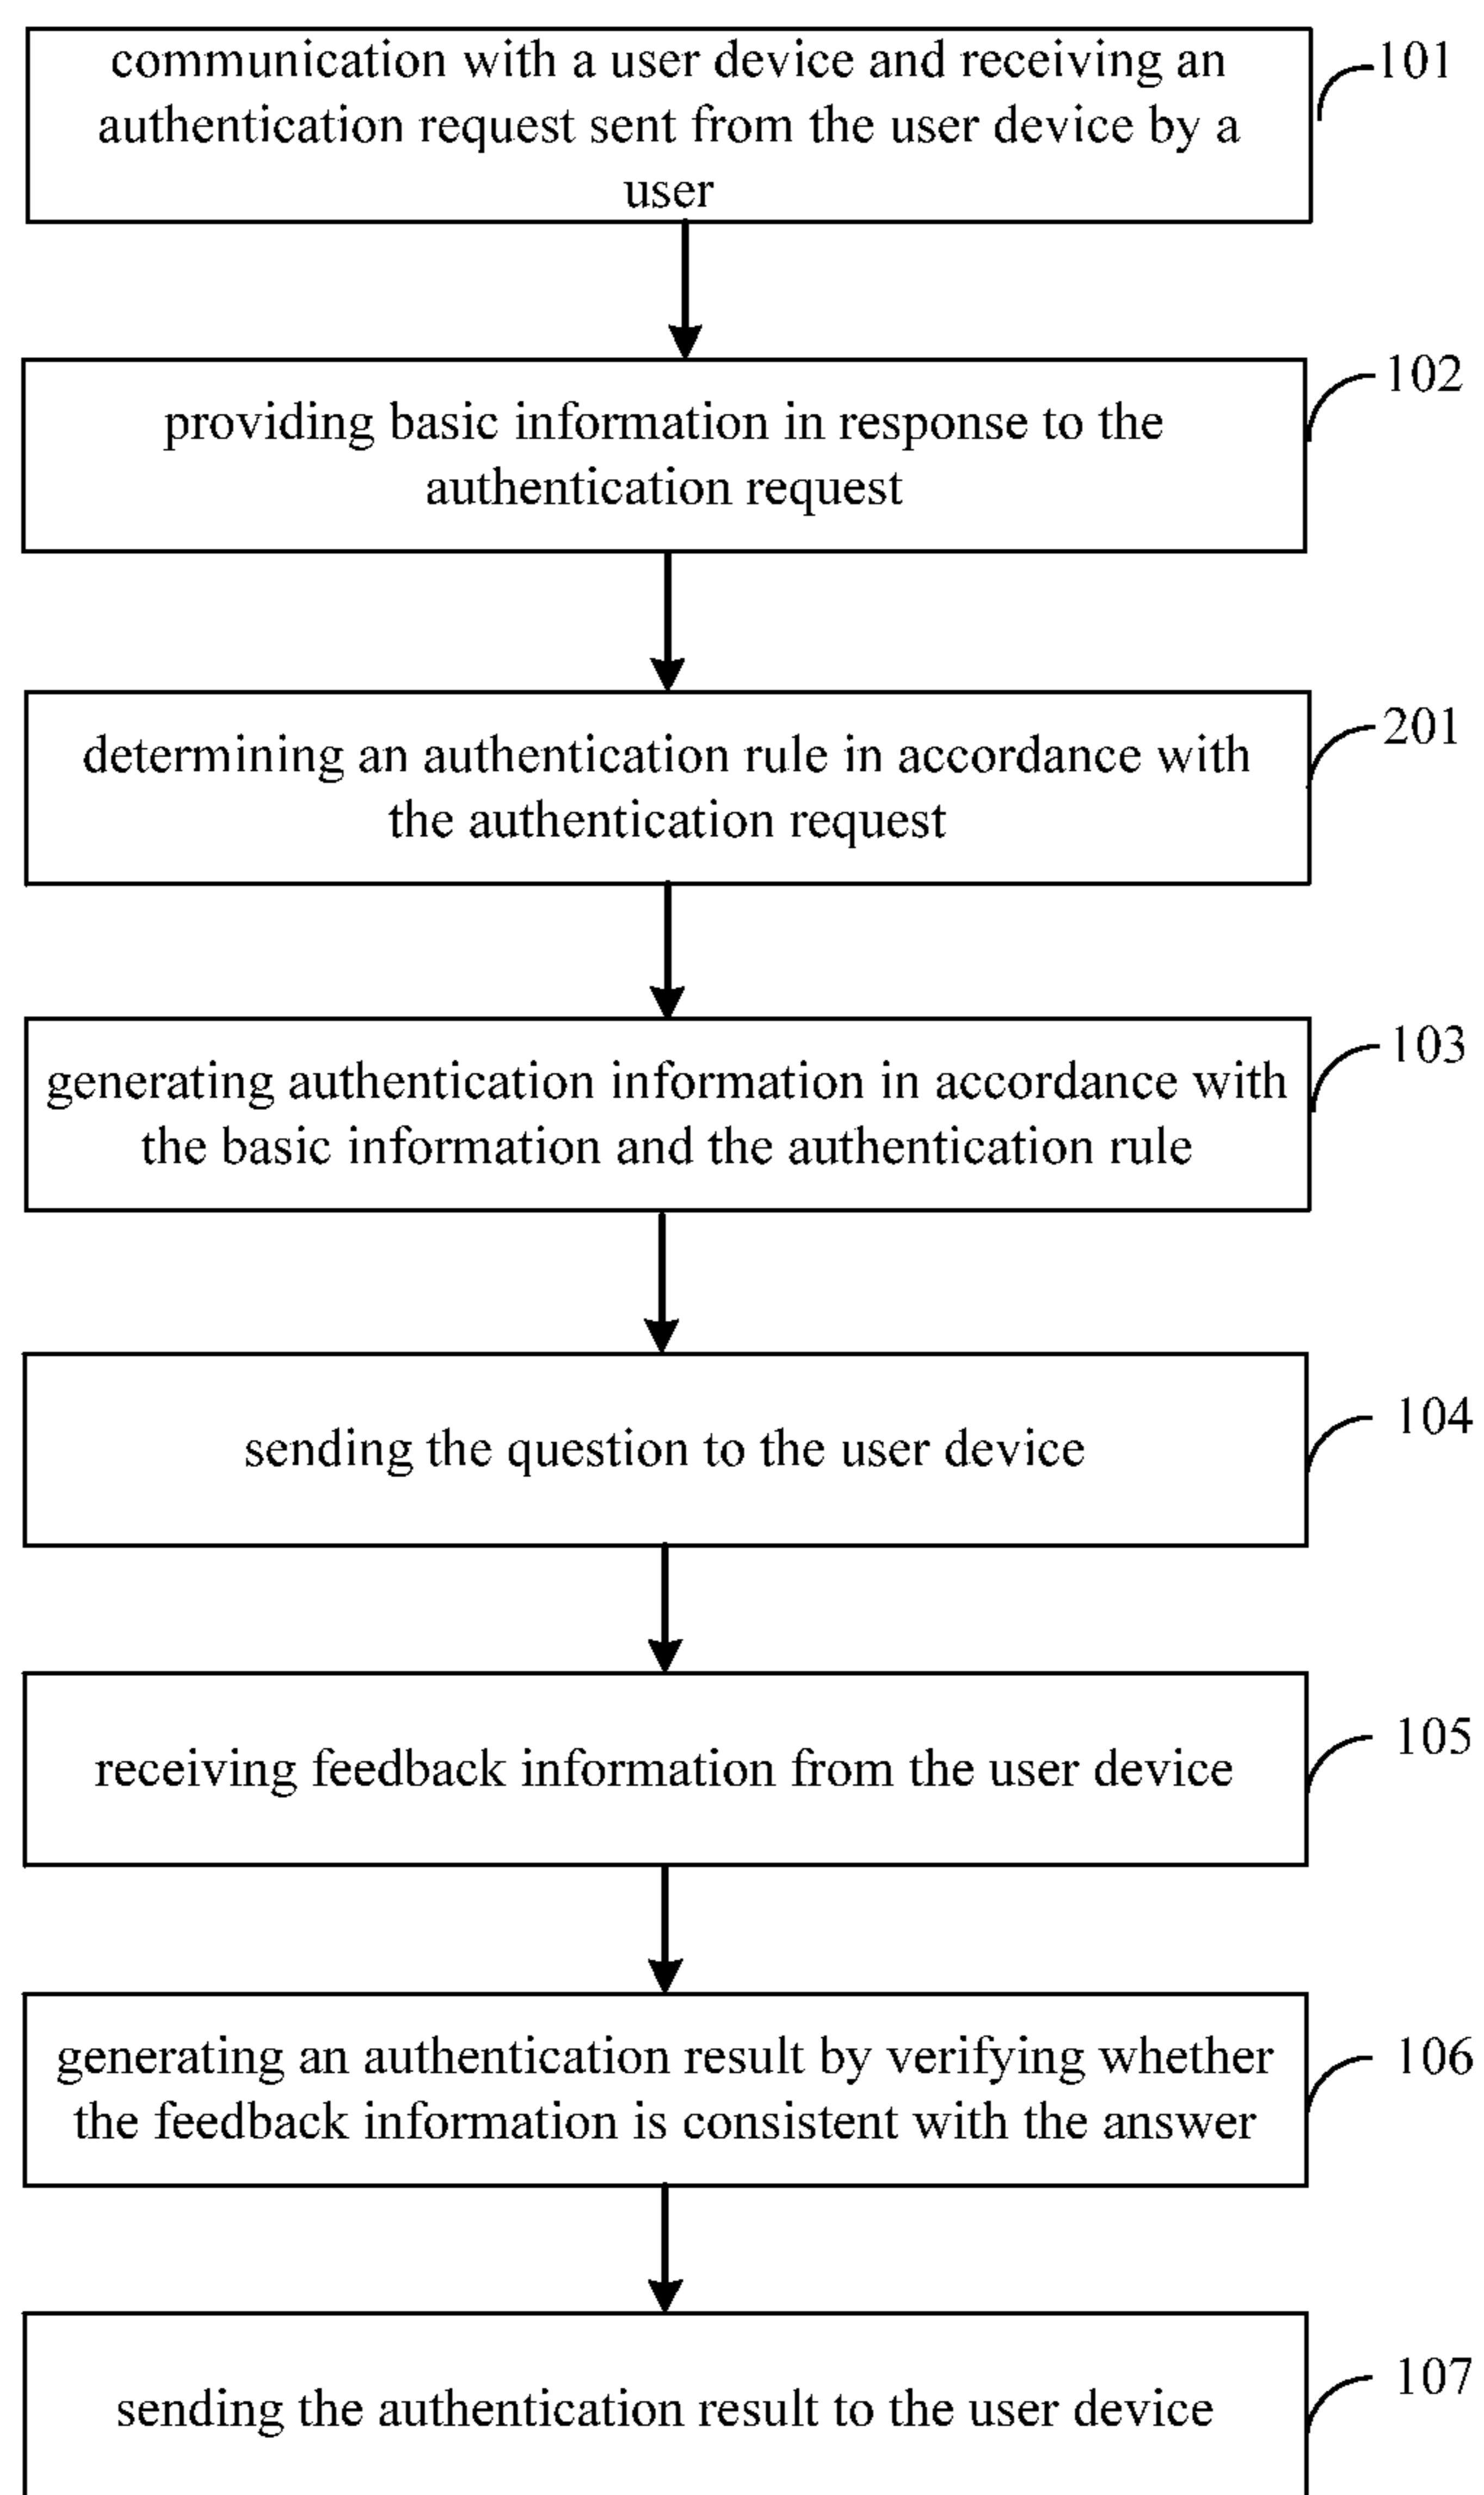 communication with a user device and receiving an
authentication request sent from the user device by a
user
101
providing basic information in response to the
authentication request
102
determining an authentication rule in accordance with
the authentication request
201
generating authentication information in accordance with
the basic information and the authentication rule
103
sending the question to the user device
104
receiving feedback information from the user device
105
generating an authentication result by verifying whether
the feedback information is consistent with the answer
106
sending the authentication result to the user device
107